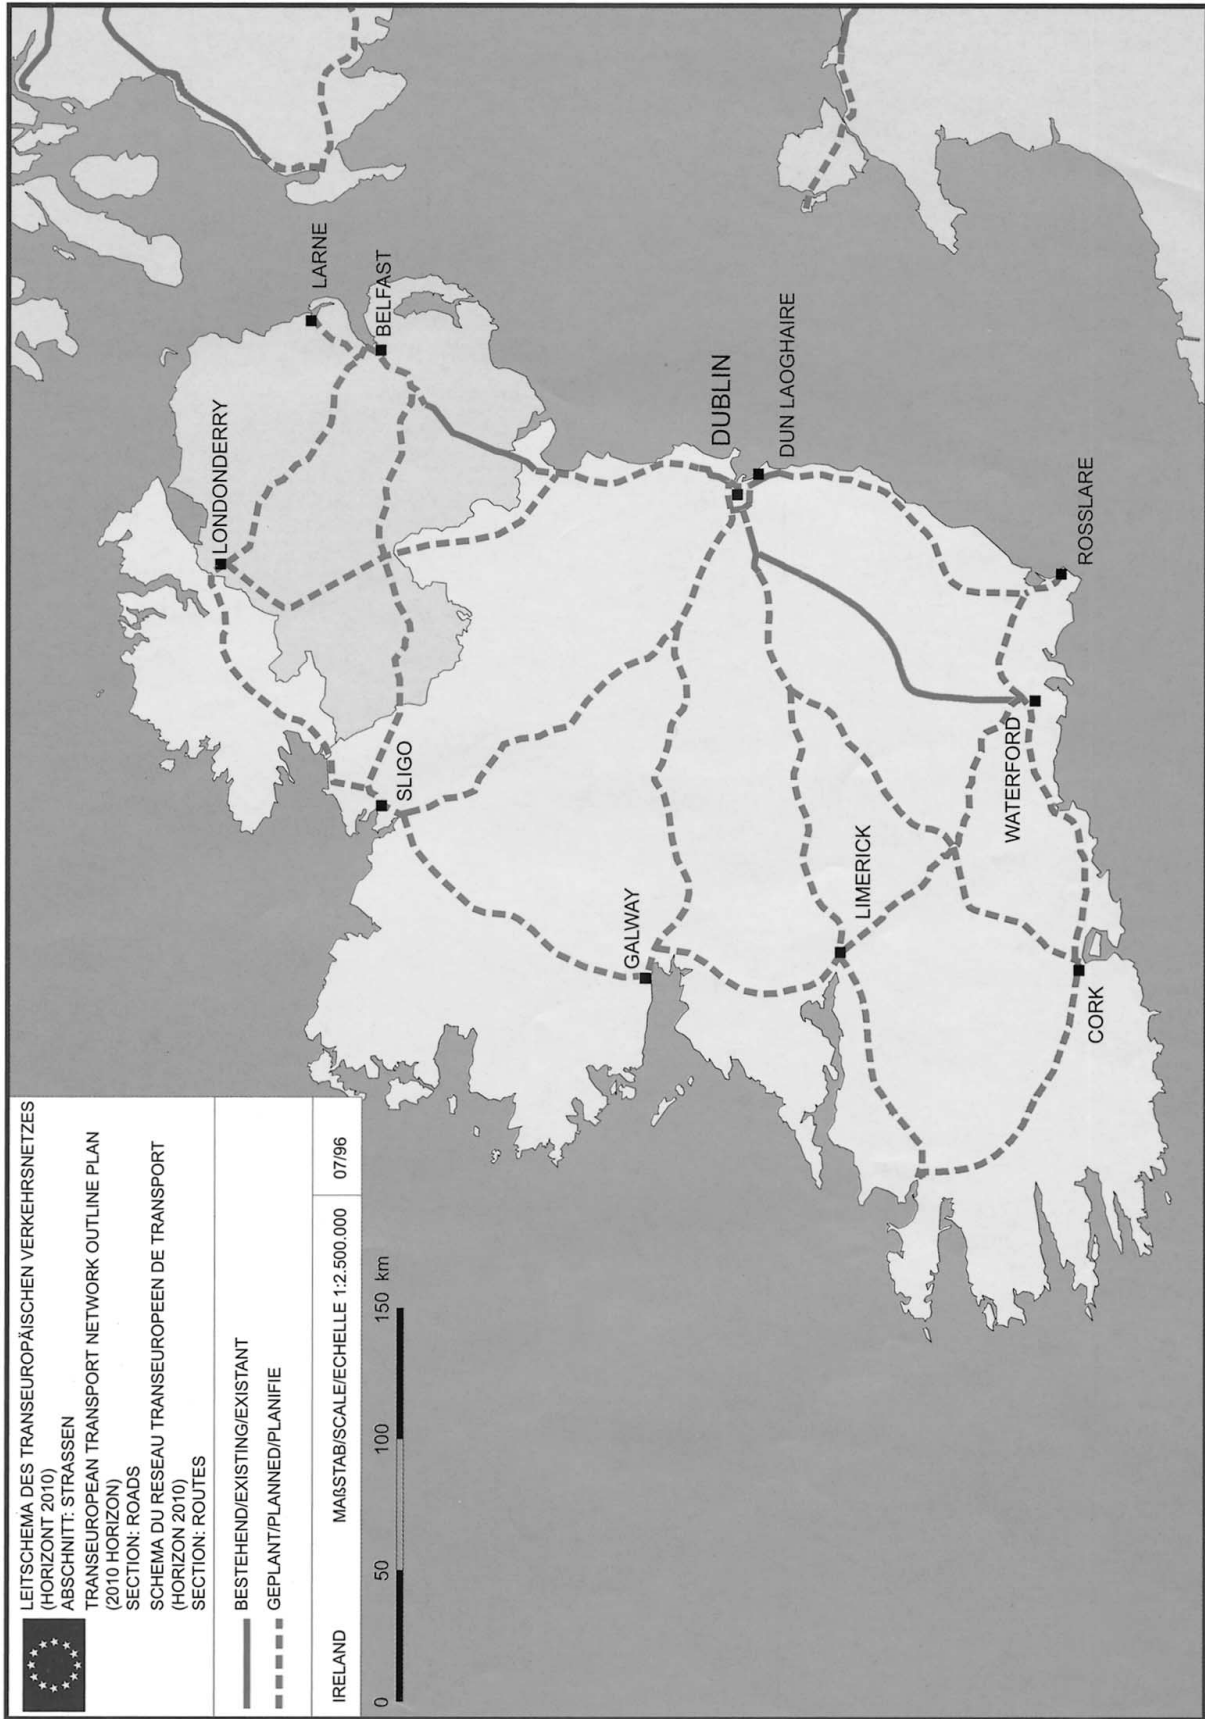 LEITSCHEMA DES TRANSEUROPÄISCHEN VERKEHRSNETZES
(HORIZONT 2010)
ABSCHNITT: STRASSEN
TRANSEUROPEAN TRANSPORT NETWORK OUTLINE PLAN
(2010 HORIZON)
SECTION: ROADS
SCHEMA DU RESEAU TRANSEUROPEEN DE TRANSPORT
(HORIZON 2010)
SECTION: ROUTES
BESTEHEND/EXISTING/EXISTANT
GEPLANT/PLANNED/PLANIFIE
IRELAND MAßSTAB/SCALE/ECHELLE 1:2.500.000 07/96
0 50 100 150 km
LONDONDERRY
LARNE
BELFAST
SLIGO
GALWAY
DUBLIN
DUN LAOGHAIRE
LIMERICK
WATERFORD
ROSSLARE
CORK